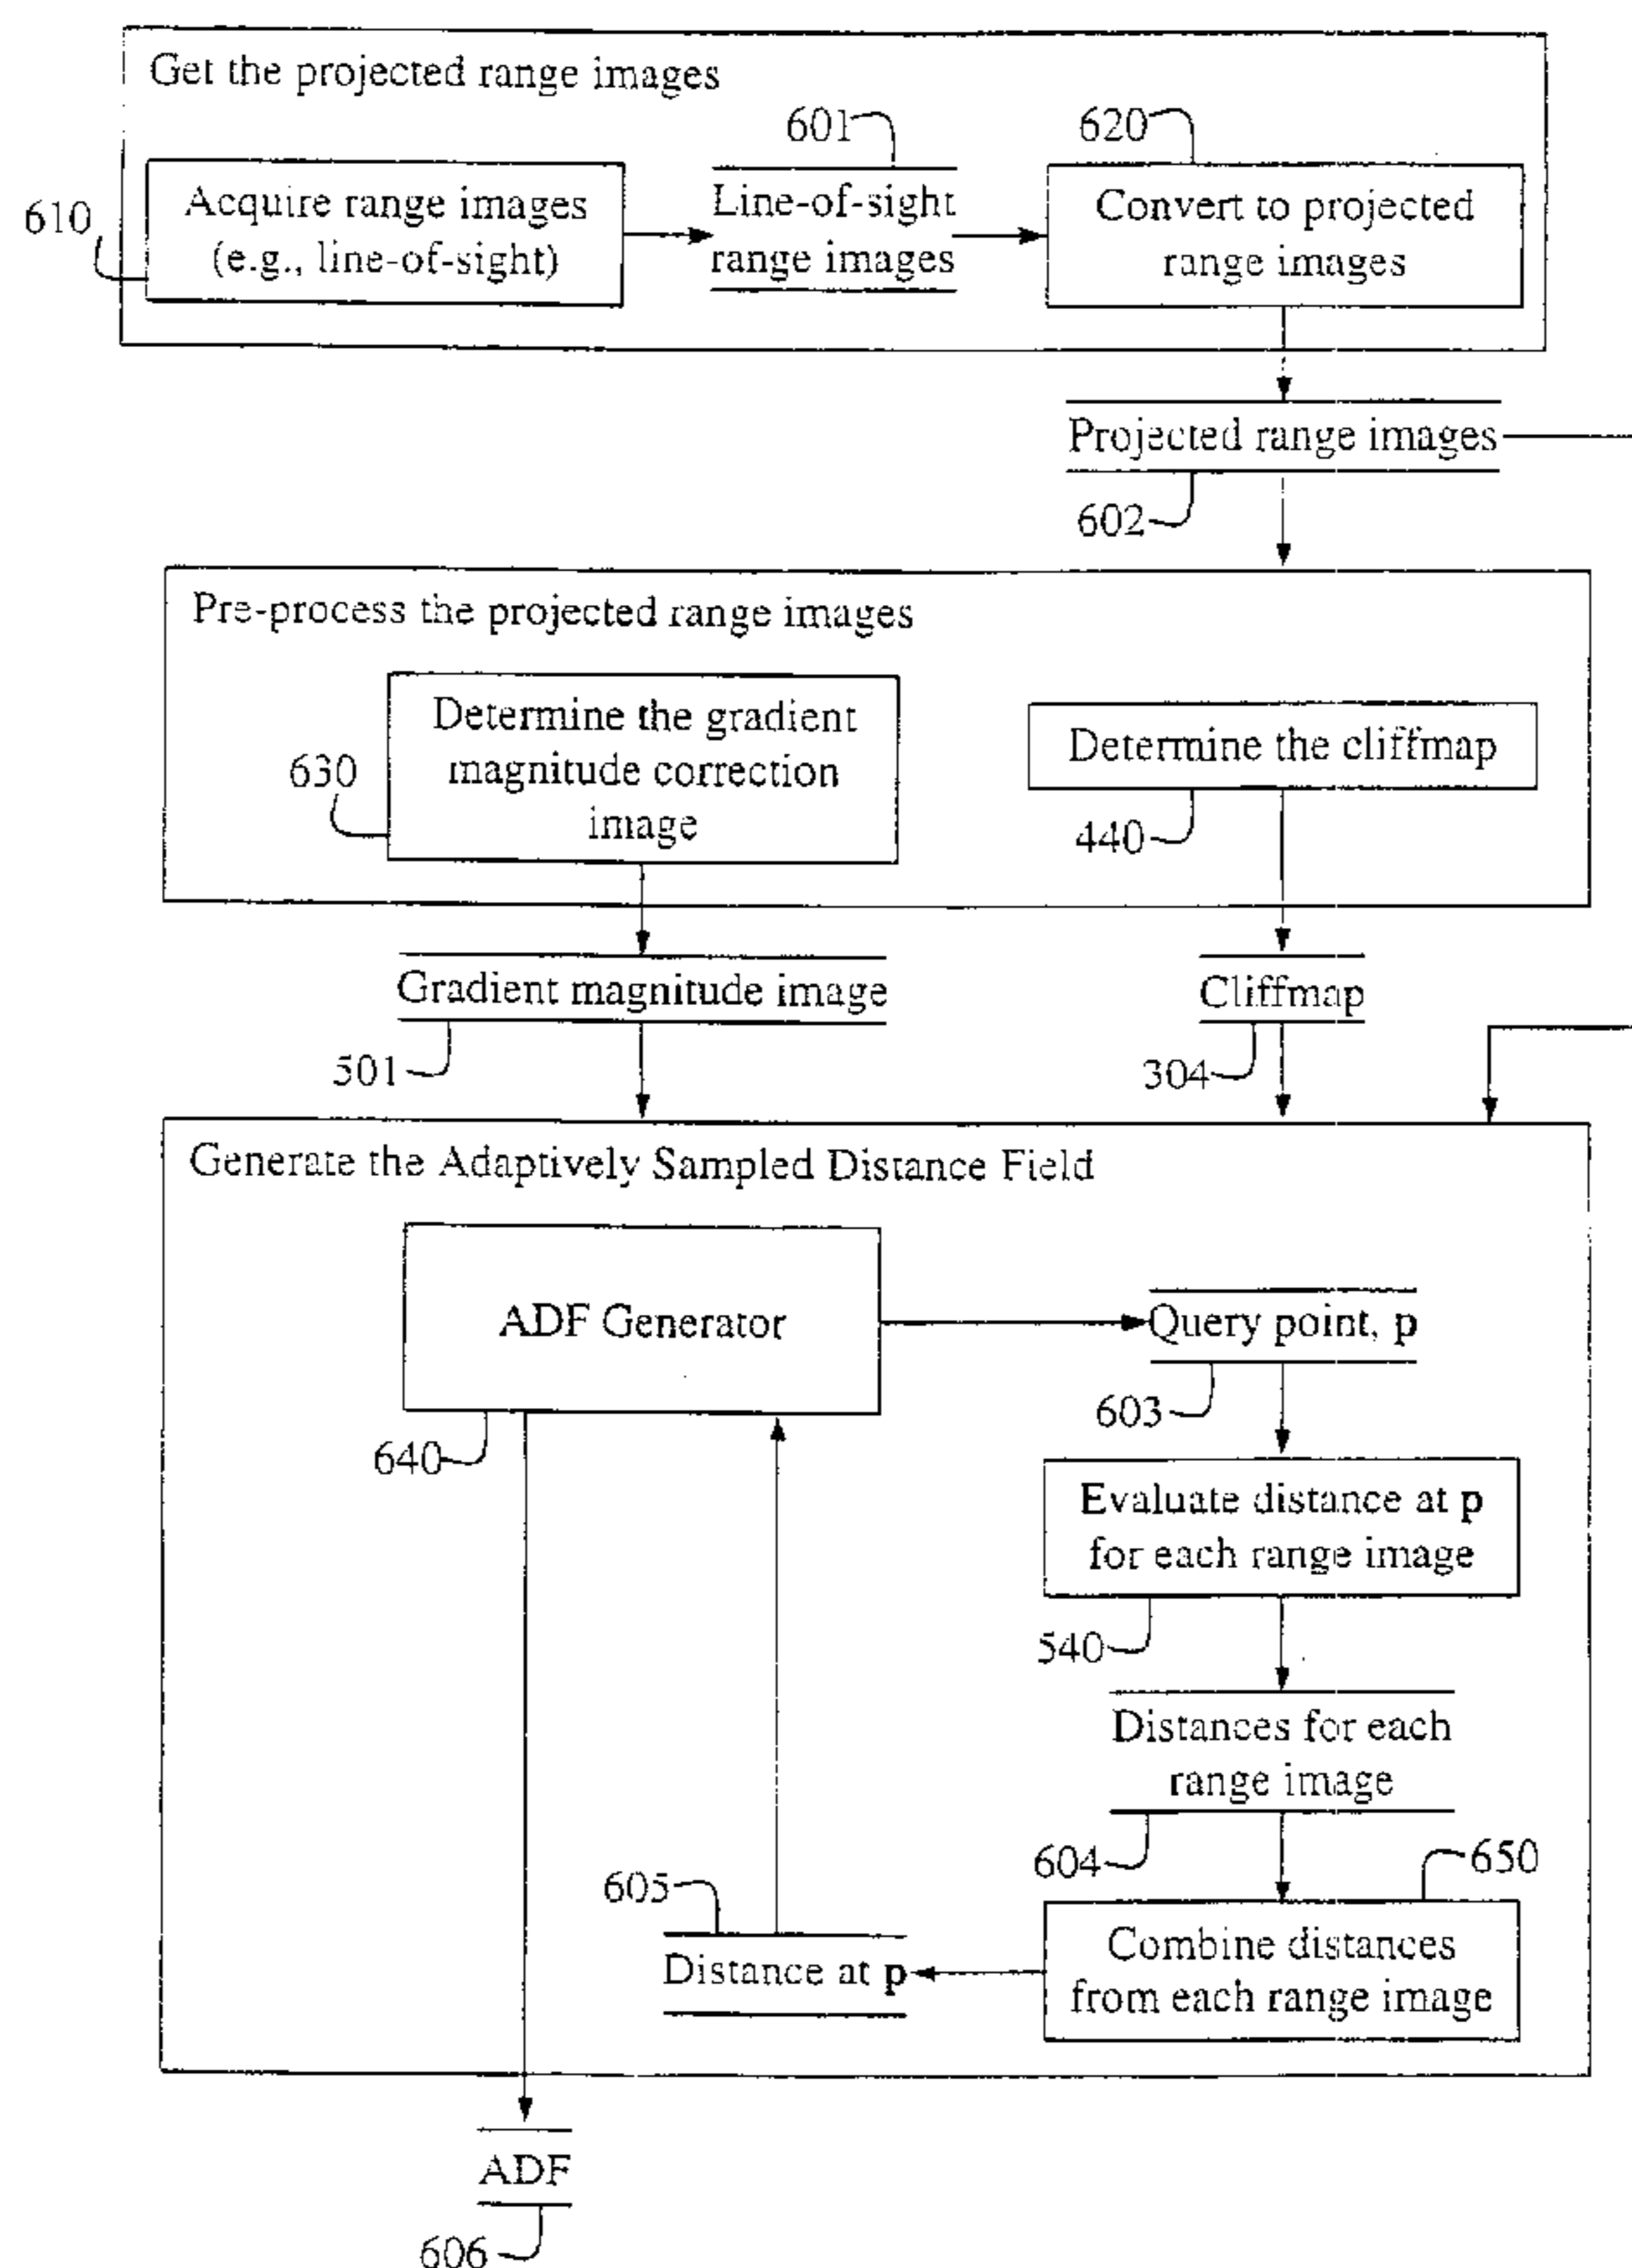 Get the projected range images
601
620
610
Acquire range images
(e.g., line-of-sight)
Line-of-sight
range images
Convert to projected
range images
Projected range images
602
Pre-process the projected range images
Determine the gradient
magnitude correction
image
630
Determine the cliffmap
440
Gradient magnitude image
501
Cliffmap
304
Generate the Adaptively Sampled Distance Field
ADF Generator
640
Query point, p
603
Evaluate distance at p
for each range image
540
Distances for each
range image
604
650
605
Distance at p
Combine distances
from each range image
ADF
606